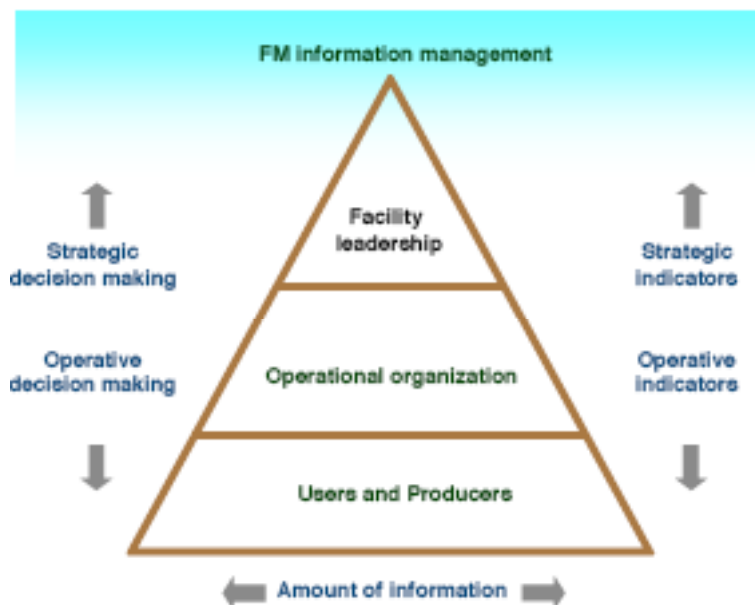 FM information management
Facility
leadership
Strategic
decision making
Strategic
indicators
Operative
decision making
Operational organization
Operative
indicators
Users and Producers
Amount of information